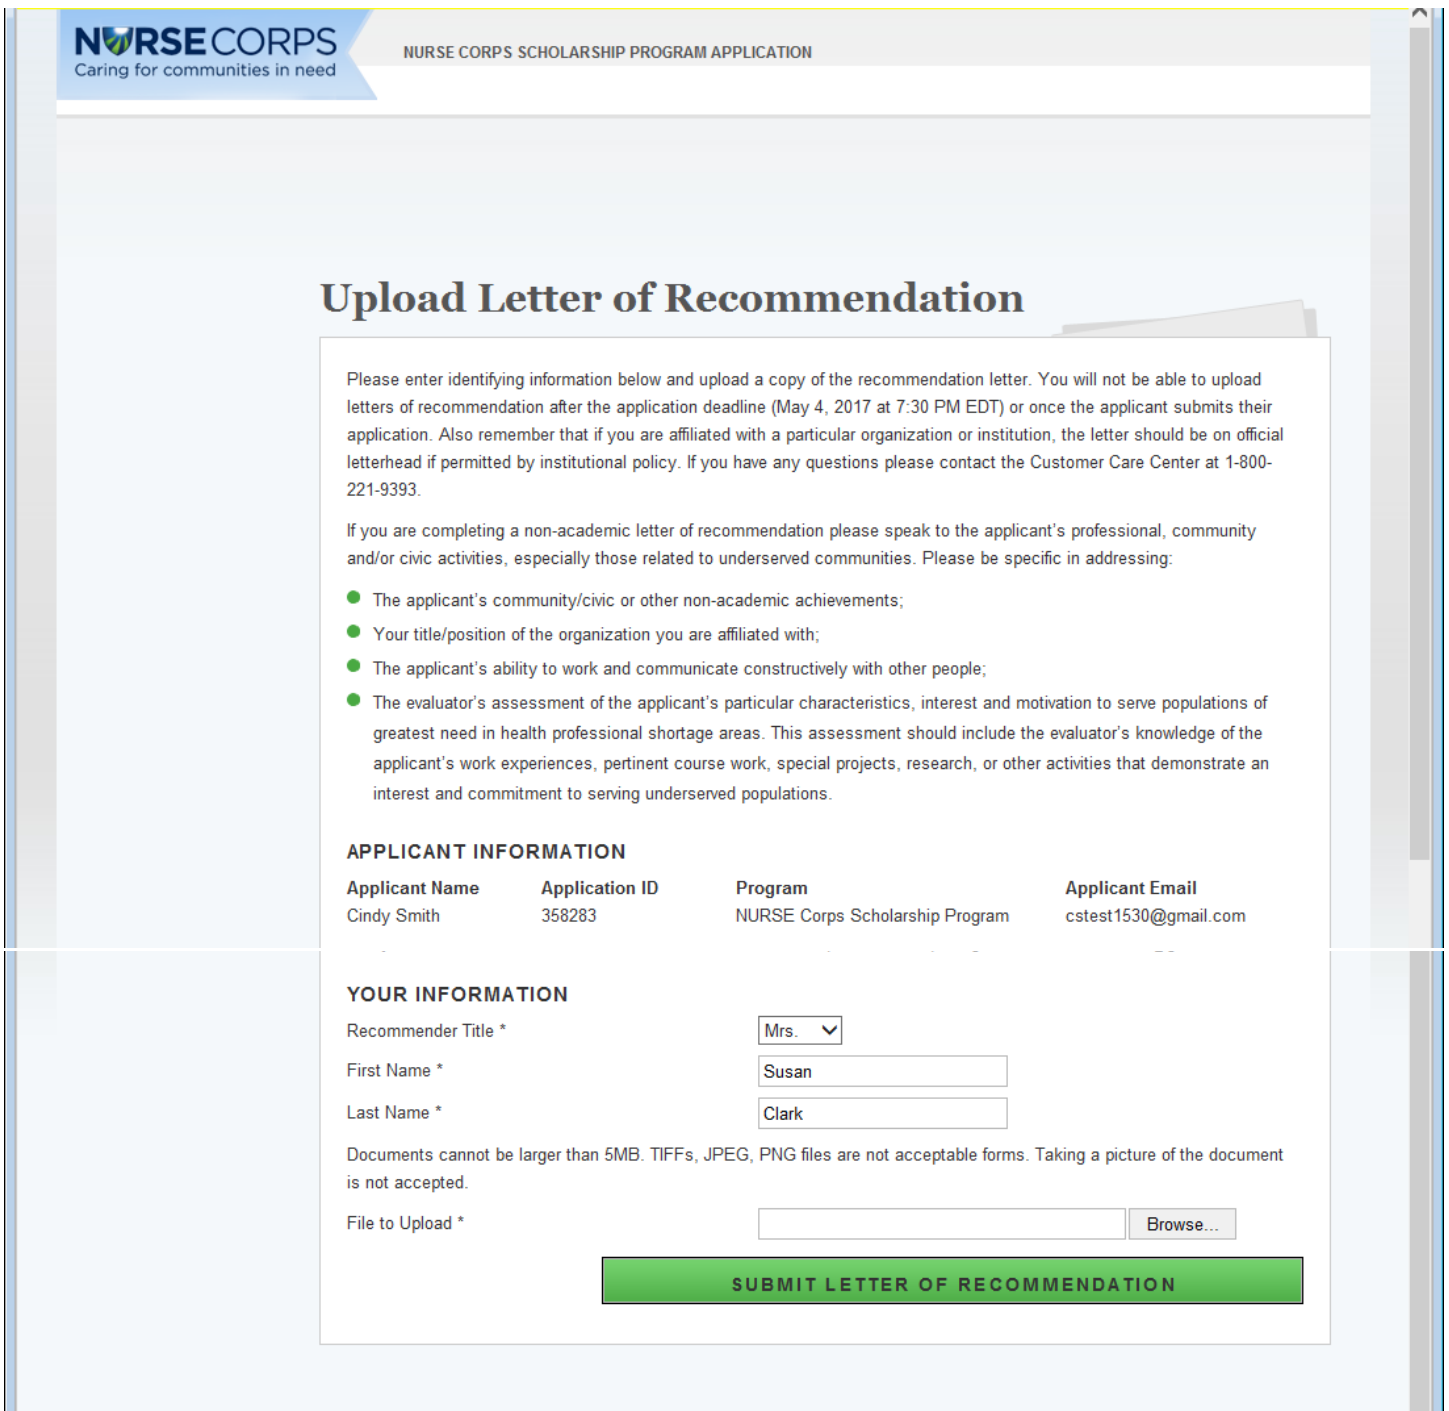 NURSECORPS
Caring for communities in need
NURSE CORPS SCHOLARSHIP PROGRAM APPLICATION
Upload Letter of Recommendation
Please enter identifying information below and upload a copy of the recommendation letter. You will not be able to upload
letters of recommendation after the application deadline (May 4, 2017 at 7:30 PM EDT) or once the applicant submits their
application. Also remember that if you are affiliated with a particular organization or institution, the letter should be on official
letterhead if permitted by institutional policy. If you have any questions please contact the Customer Care Center at 1-800-
221-9393.
If you are completing a non-academic letter of recommendation please speak to the applicant's professional, community
and/or civic activities, especially those related to underserved communities. Please be specific in addressing:
The applicant's community/civic or other non-academic achievements;
Your title/position of the organization you are affiliated with;
The applicant's ability to work and communicate constructively with other people;
The evaluator's assessment of the applicant's particular characteristics, interest and motivation to serve populations of
greatest need in health professional shortage areas. This assessment should include the evaluator's knowledge of the
applicant's work experiences, pertinent course work, special projects, research, or other activities that demonstrate an
interest and commitment to serving underserved populations.
APPLICANT INFORMATION
Applicant Name Application ID Program Applicant Email
Cindy Smith 358283 NURSE Corps Scholarship Program cstest1530@gmail.com
YOUR INFORMATION
Recommender Title * Mrs.
First Name * Susan
Last Name * Clark
Documents cannot be larger than 5MB. TIFFs, JPEG, PNG files are not acceptable forms. Taking a picture of the document
is not accepted.
File to Upload * Browse...
SUBMIT LETTER OF RECOMMENDATION